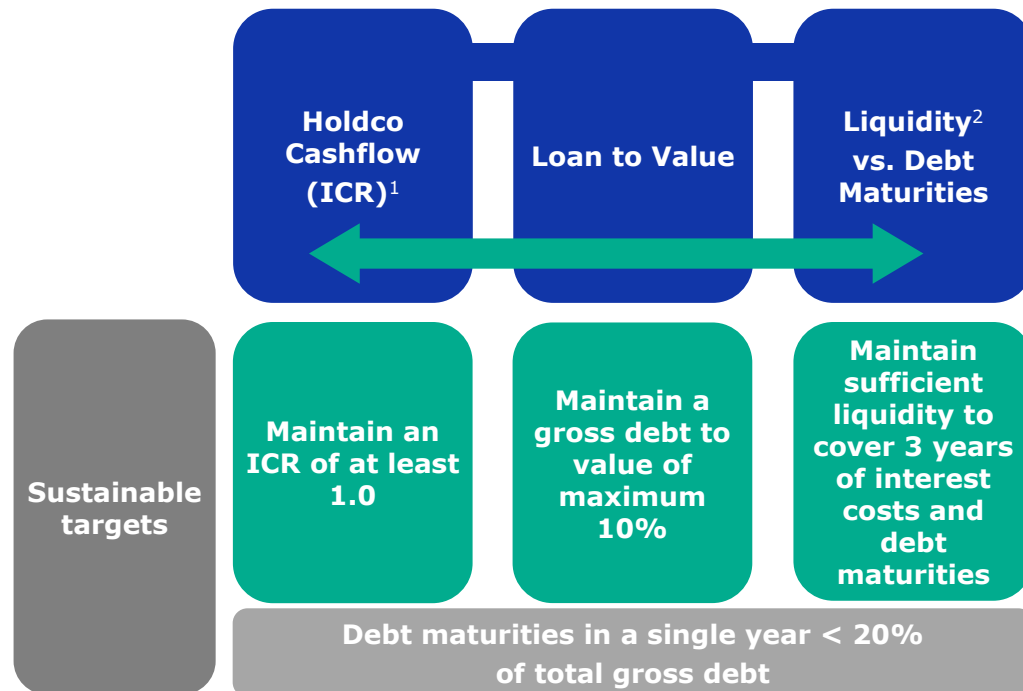 Holdco
Cashflow
(ICR)¹
Loan to Value
Liquidity²
vs. Debt
Maturities
Sustainable
targets
Maintain an
ICR of at least
1.0
Maintain a
gross debt to
value of
maximum
10%
Maintain
sufficient
liquidity to
cover 3 years
of interest
costs and
debt
maturities
Debt maturities in a single year < 20%
of total gross debt